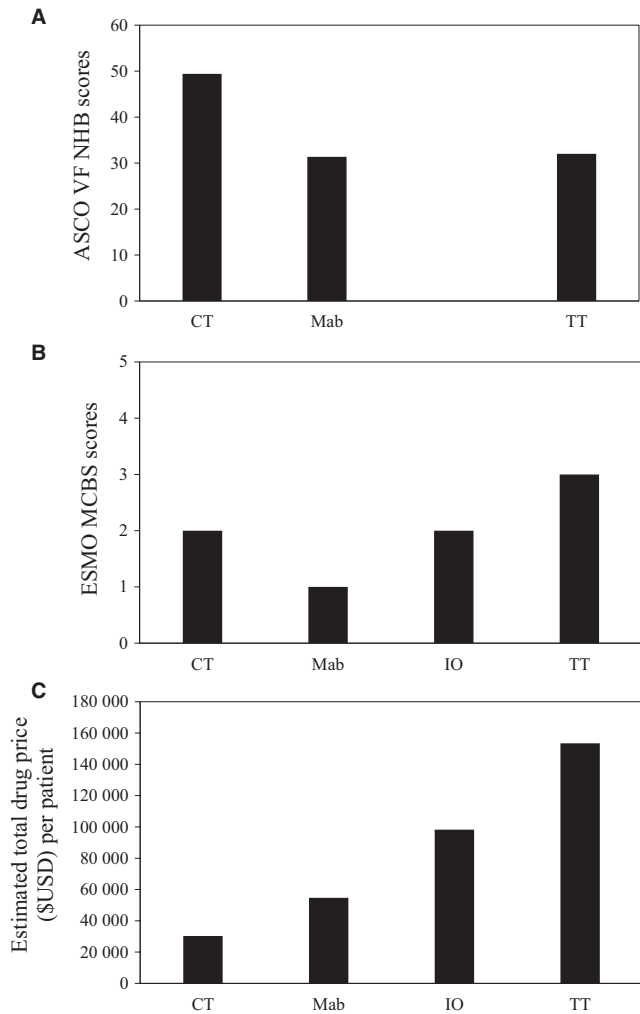 A
ASCO VF NHB scores
60
50
40
30
20
10
0
CT Mab TT
B
ESMO MCBS scores
5
4
3
2
1
0
CT Mab IO TT
C
Estimated total drug price
($USD) per patient
180 000
160 000
140 000
120 000
100 000
80 000
60 000
40 000
20 000
0
CT Mab IO TT